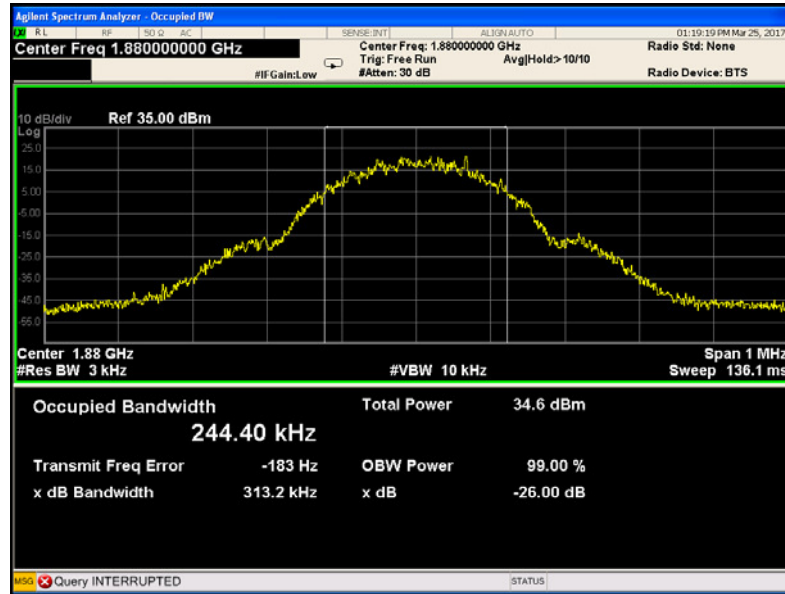 Agilent Spectrum Analyzer - Occupied BW
RL RF 50 Ω AC SENSE:INT ALIGNAUTO 01:19:19 PM Mar 25, 2017
Center Freq 1.880000000 GHz
Center Freq: 1.880000000 GHz
Radio Std: None
Trig: Free Run Avg|Hold:> 10/10
#IFGain:Low
#Atten: 30 dB
Radio Device: BTS
10 dB/div Ref 35.00 dBm
Log
25.0
15.0
5.00
-5.00
-15.0
-25.0
-35.0
-45.0
-55.0
Center 1.88 GHz Span 1 MHz
#Res BW 3 kHz #VBW 10 kHz Sweep 136.1 ms
Occupied Bandwidth Total Power 34.6 dBm
244.40 kHz
Transmit Freq Error -183 Hz OBW Power 99.00 %
x dB Bandwidth 313.2 kHz x dB -26.00 dB
MSG Query INTERRUPTED STATUS